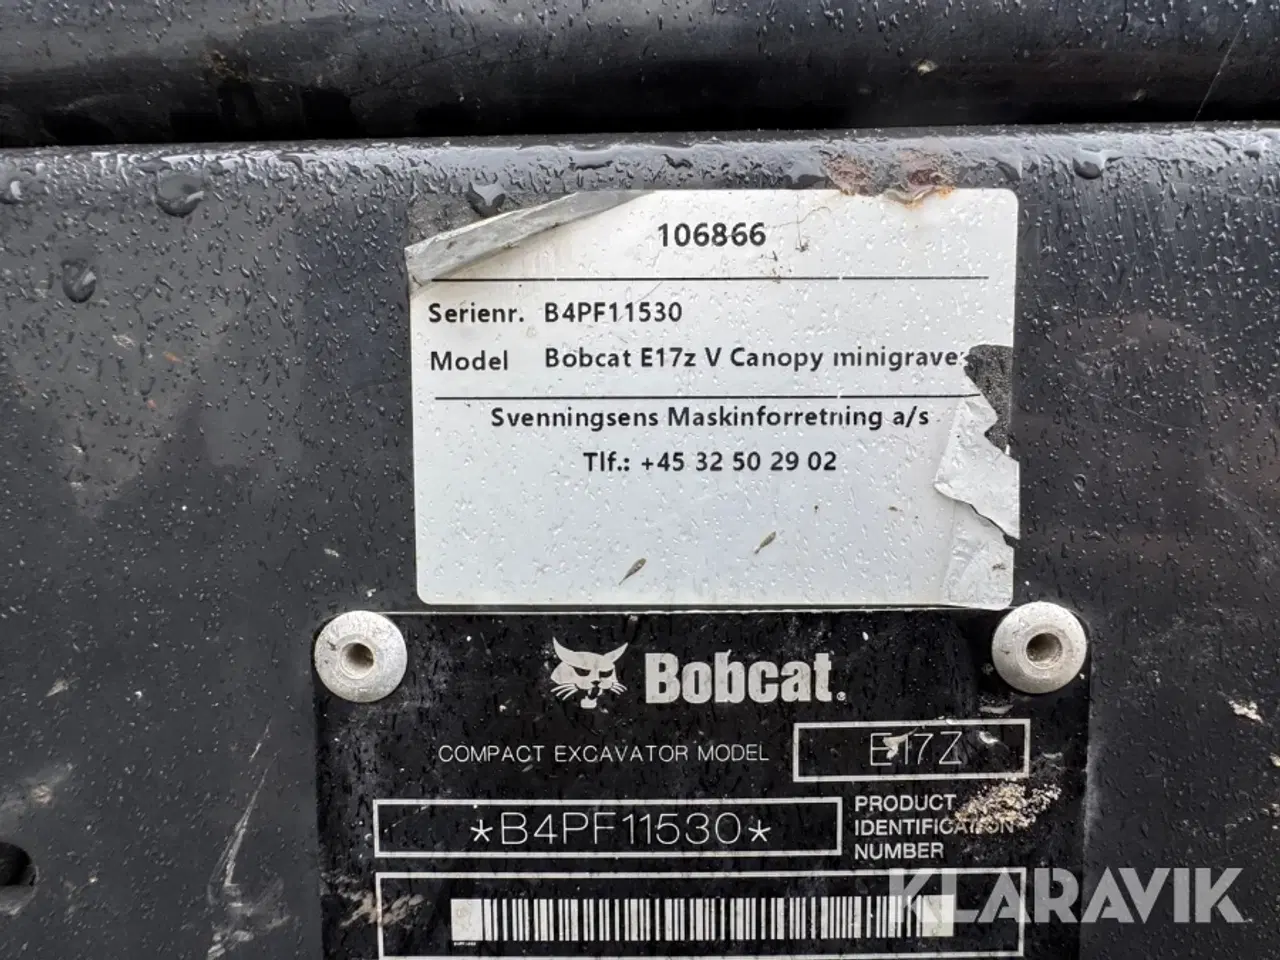 106866
Serienr. B4PF11530
Model Bobcat E17z V Canopy minigrave
Svenningsens Maskinforretning a/s
Tlf.: +45 32 50 29 02
Bobcat
COMPACT EXCAVATOR MODEL E17Z
*B4PF11530*
PRODUCT
IDENTIFICATION
NUMBER
KLARAVIK